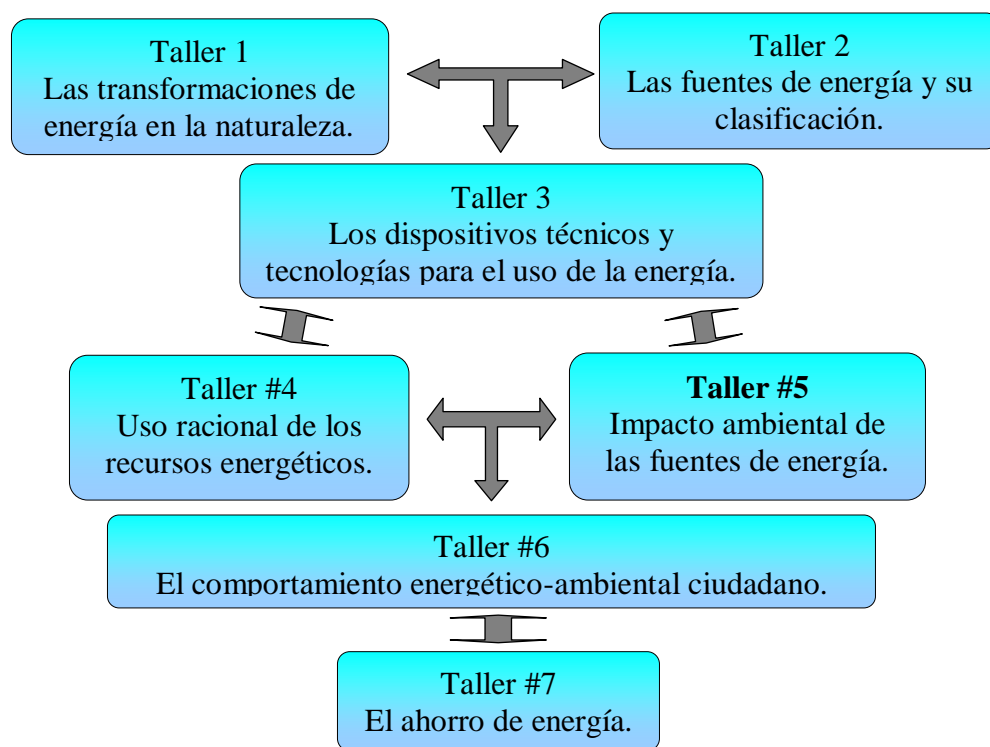 Taller 1
Las transformaciones de
energía en la naturaleza.
Taller 2
Las fuentes de energía y su
clasificación.
Taller 3
Los dispositivos técnicos y
tecnologías para el uso de la energía.
Taller #4
Uso racional de los
recursos energéticos.
Taller #5
Impacto ambiental de
las fuentes de energía.
Taller #6
El comportamiento energético-ambiental ciudadano.
Taller #7
El ahorro de energía.